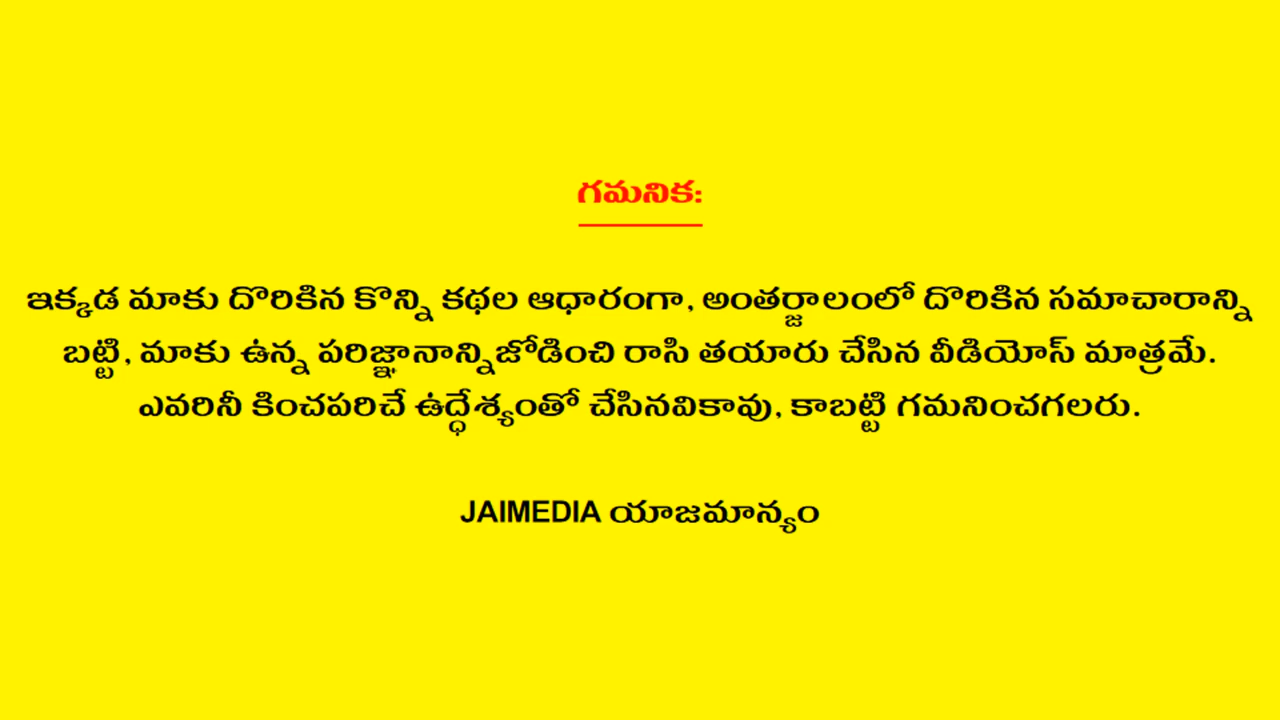 గమనిక:
ఇక్కడ మాకు దొరికిన కొన్ని కథల ఆధారంగా, అంతర్జాలంలో దొరికిన సమాచారాన్ని
బట్టి, మాకు ఉన్న పరిజ్ఞానాన్నిజోడించి రాసి తయారు చేసిన వీడియోస్ మాత్రమే.
ఎవరినీ కించపరిచే ఉద్ధేశ్యంతో చేసినవికావు, కాబట్టి గమనించగలరు.
JAIMEDIA యాజమాన్యం